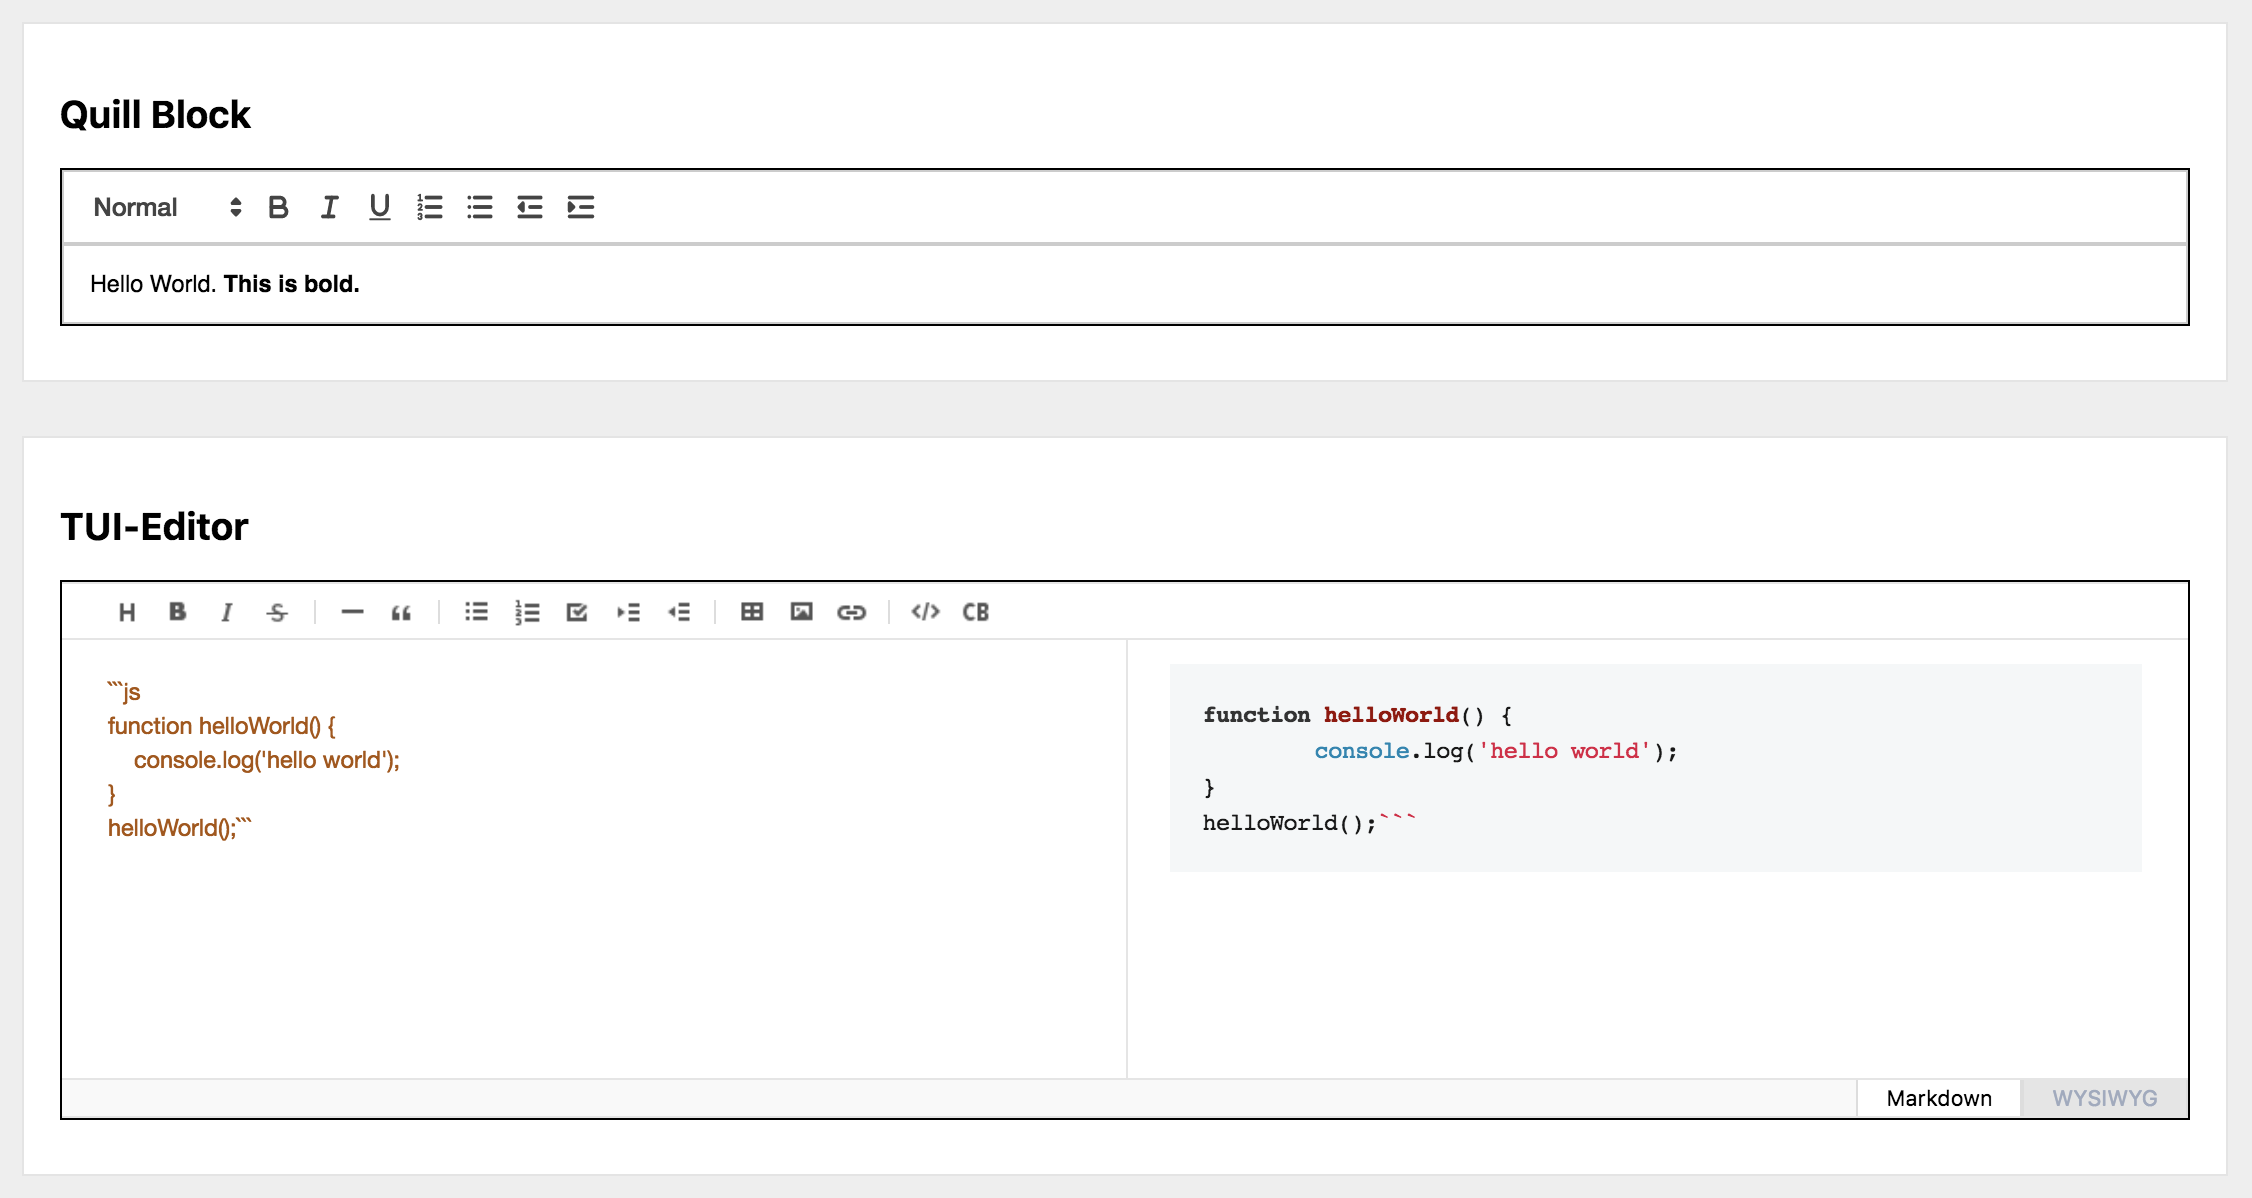 Quill Block
Normal
Hello World. This is bold.
TUI-Editor
H B I S “ </> CB
```js
function helloWorld() {
    console.log('hello world');
}
helloWorld();```
function helloWorld() {
        console.log('hello world');
}
helloWorld();```
Markdown WYSIWYG